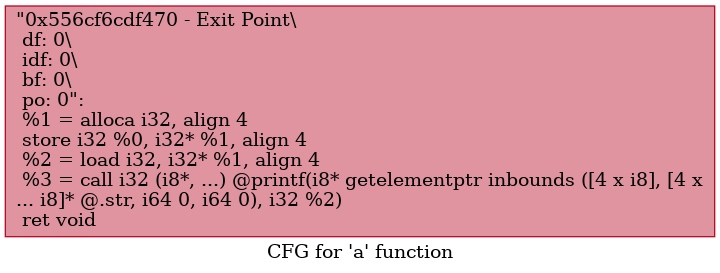 "0x556cf6cdf470 - Exit Point\
df: 0\
idf: 0\
bf: 0\
po: 0":
%1 = alloca i32, align 4
store i32 %0, i32* %1, align 4
%2 = load i32, i32* %1, align 4
%3 = call i32 (i8*, ...) @printf(i8* getelementptr inbounds ([4 x i8], [4 x
... i8]* @.str, i64 0, i64 0), i32 %2)
ret void
CFG for 'a' function